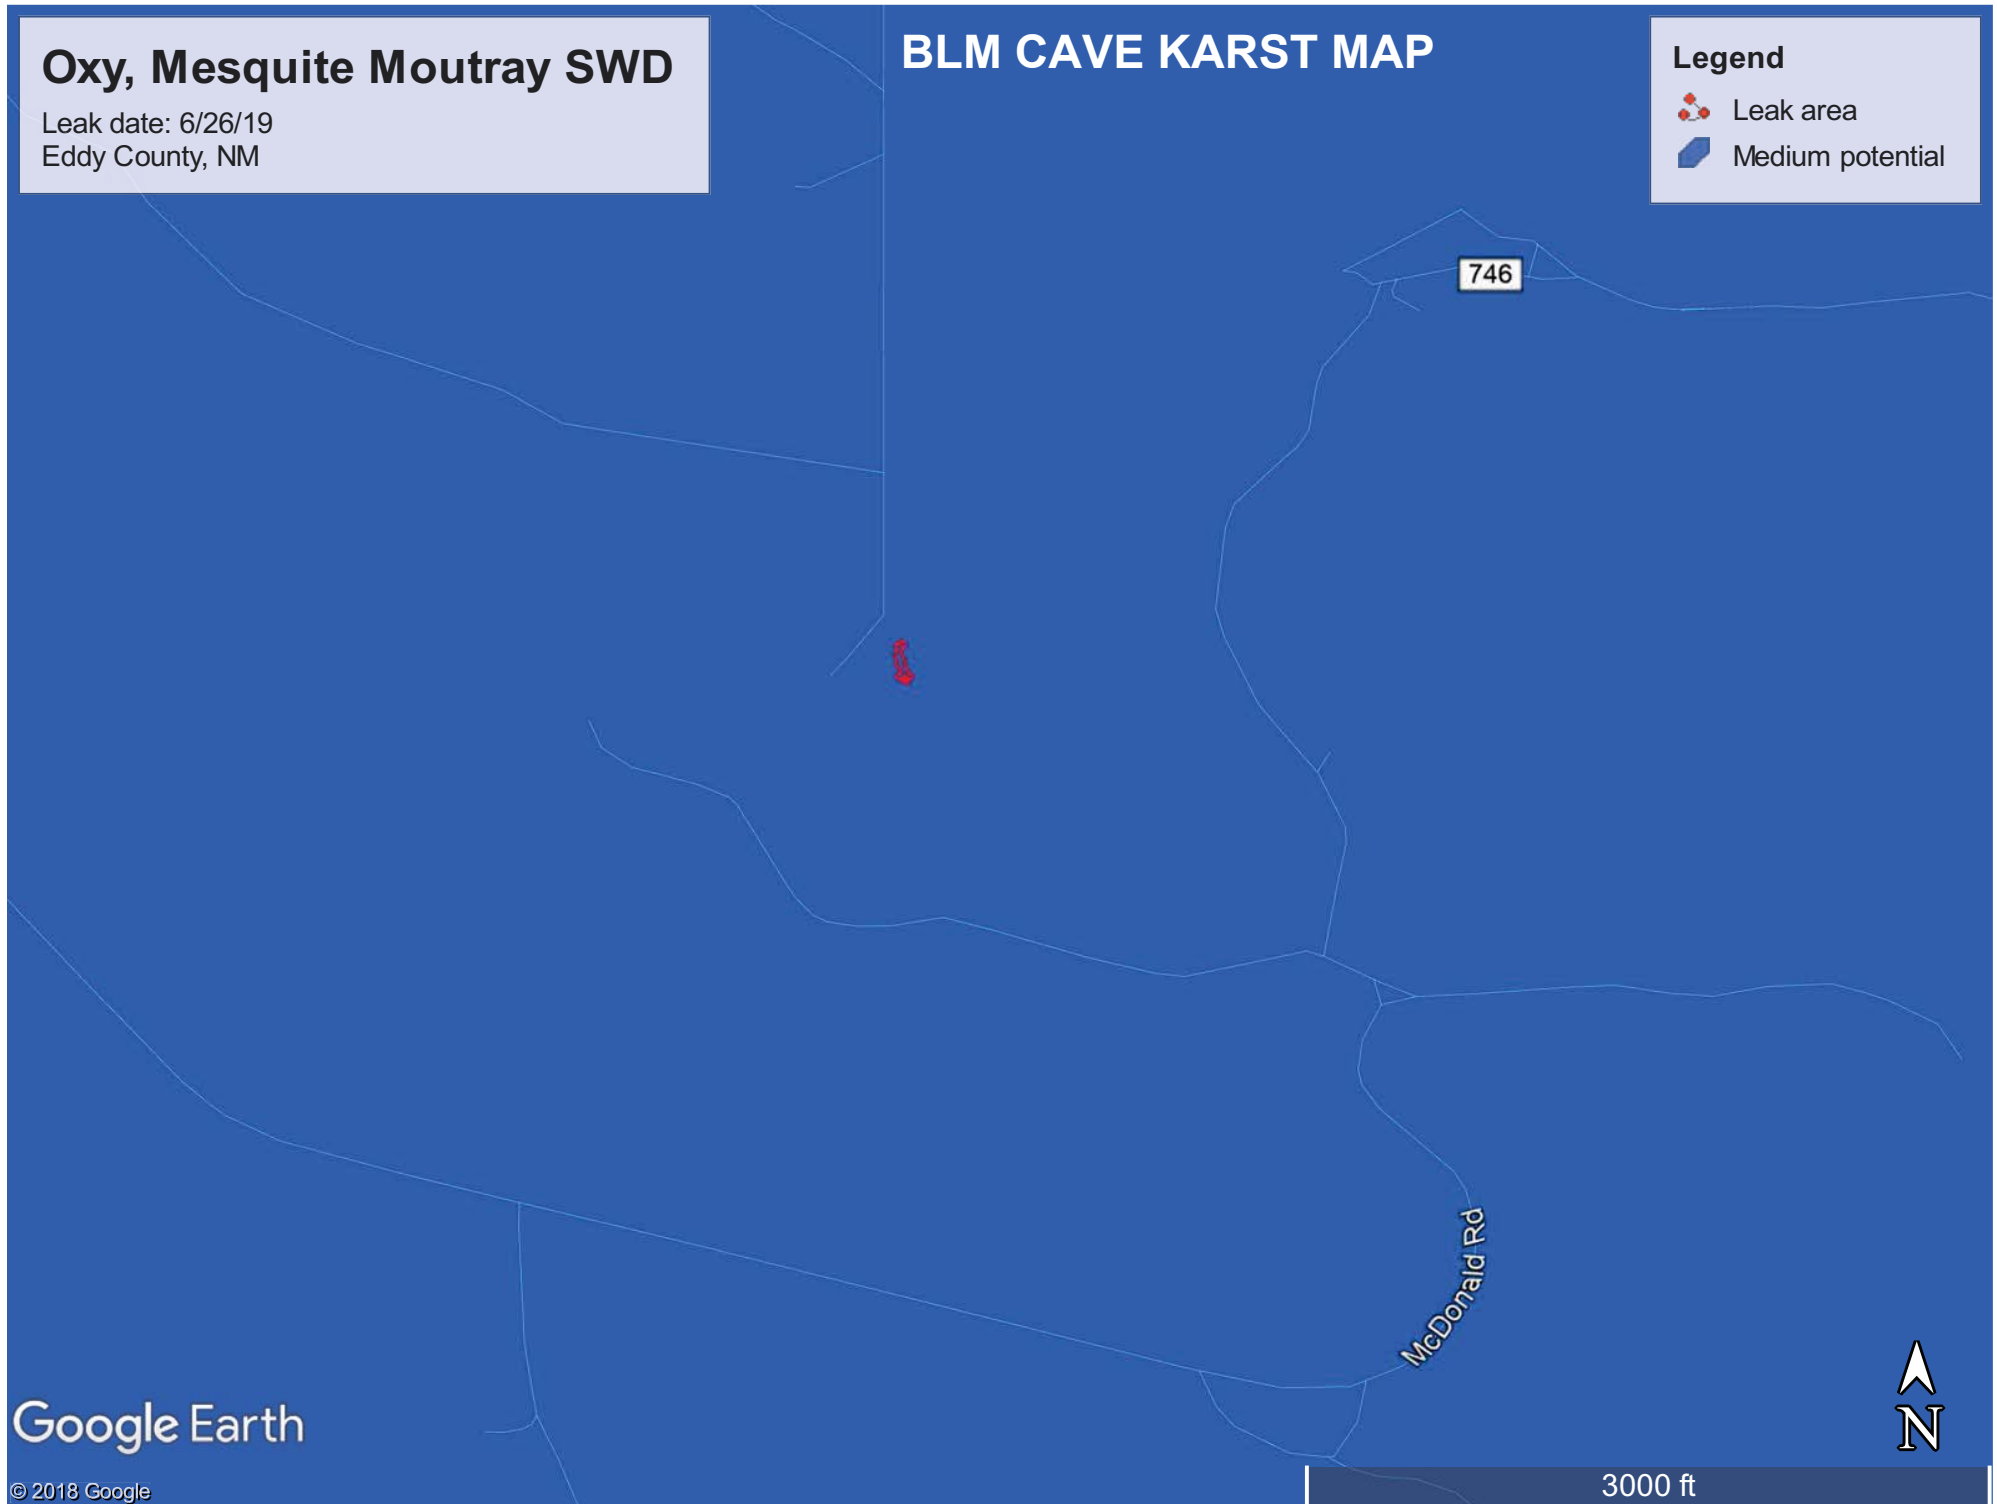 Oxy, Mesquite Moutray SWD
Leak date: 6/26/19
Eddy County, NM
BLM CAVE KARST MAP
Legend
Leak area
Medium potential
746
McDonald Rd
N
Google Earth
© 2018 Google
3000 ft